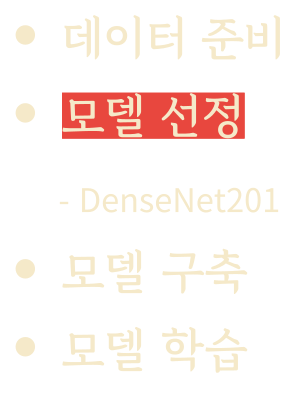 • 데이터 준비
• 모델 선정
- DenseNet201
• 모델 구축
• 모델 학습